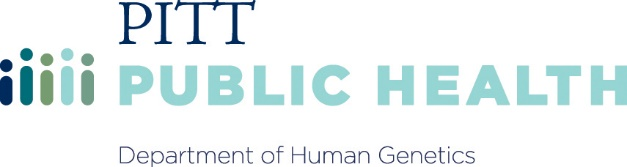 PITT
PUBLIC HEALTH
Department of Human Genetics